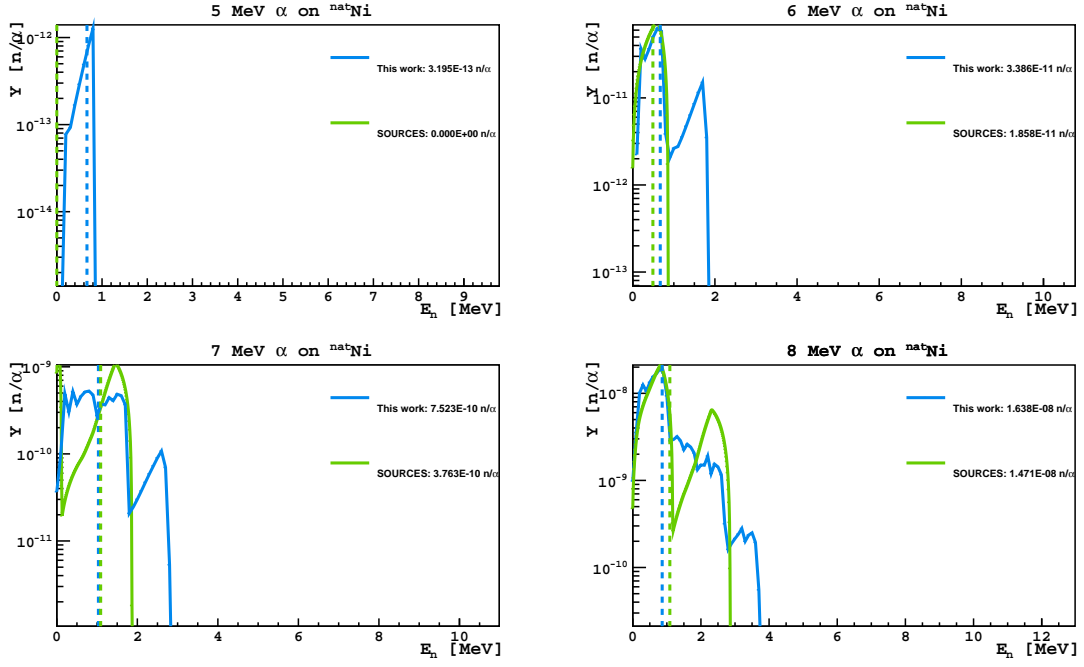 5 MeV α on ⁿᵃᵗNi
Y [n/α]
10⁻¹²
10⁻¹³
10⁻¹⁴
This work: 3.195E-13 n/α
SOURCES: 0.000E+00 n/α
0 1 2 3 4 5 6 7 8 9
Eₙ [MeV]
6 MeV α on ⁿᵃᵗNi
Y [n/α]
10⁻¹¹
10⁻¹²
10⁻¹³
This work: 3.386E-11 n/α
SOURCES: 1.858E-11 n/α
0 2 4 6 8 10
Eₙ [MeV]
7 MeV α on ⁿᵃᵗNi
Y [n/α]
10⁻⁹
10⁻¹⁰
10⁻¹¹
This work: 7.523E-10 n/α
SOURCES: 3.763E-10 n/α
0 2 4 6 8 10
Eₙ [MeV]
8 MeV α on ⁿᵃᵗNi
Y [n/α]
10⁻⁸
10⁻⁹
10⁻¹⁰
This work: 1.638E-08 n/α
SOURCES: 1.471E-08 n/α
0 2 4 6 8 10 12
Eₙ [MeV]